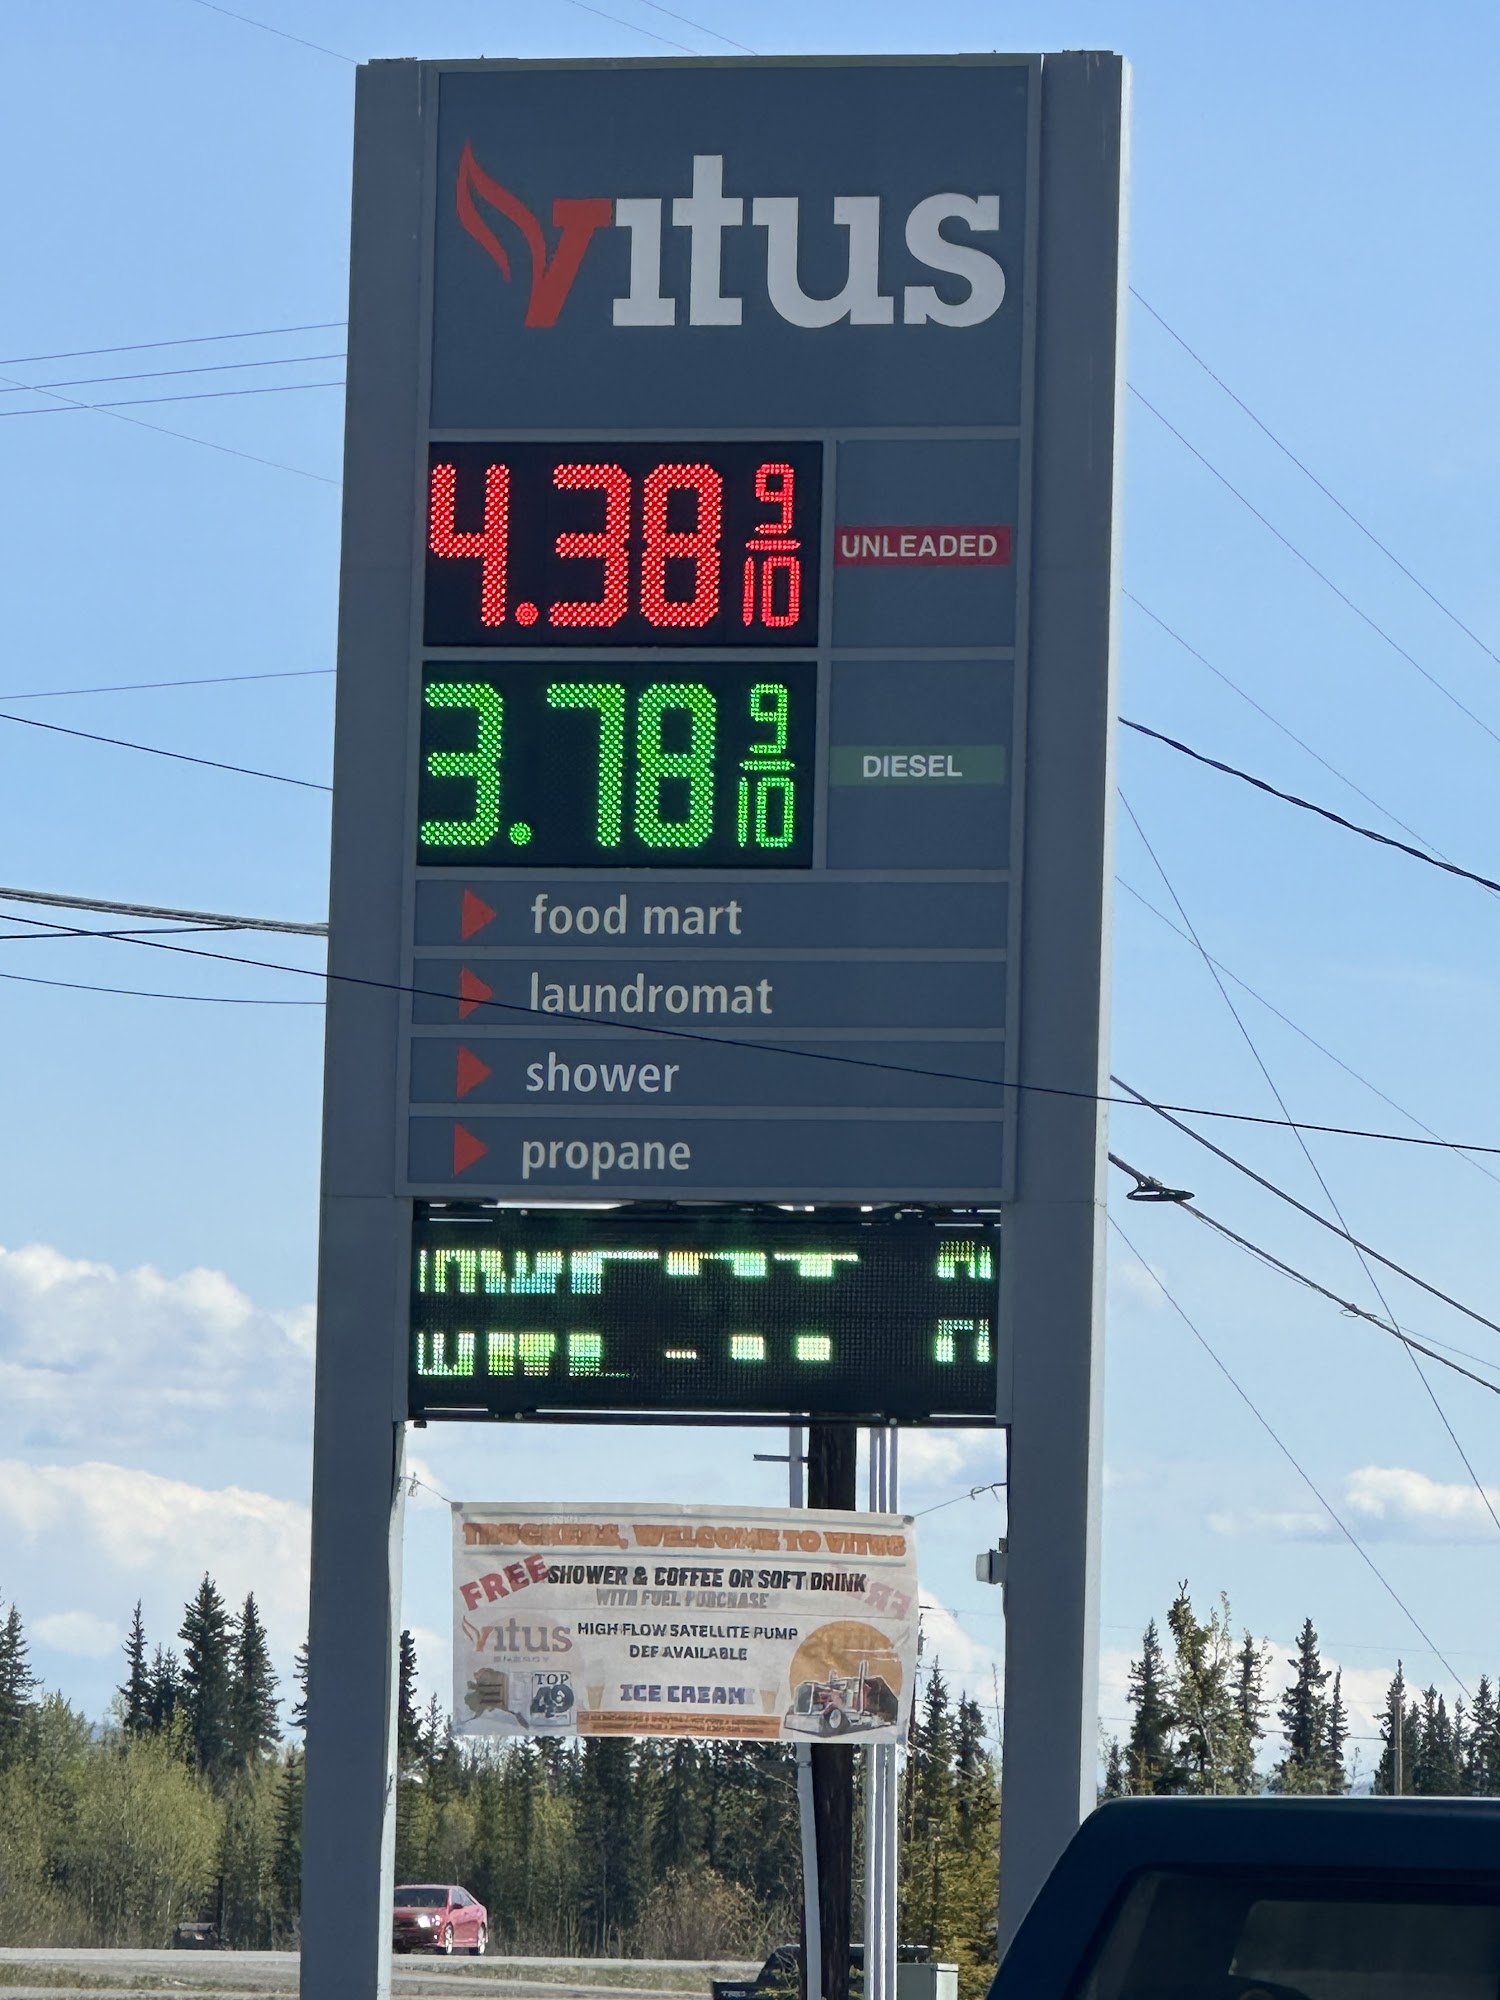 vitus
4.38 9/10 UNLEADED
3.78 9/10 DIESEL
food mart
laundromat
shower
propane
TRUCKERS, WELCOME TO VITUS
FREE SHOWER & COFFEE OR SOFT DRINK
WITH FUEL PURCHASE
vitus HIGH FLOW SATELLITE PUMP
ENERGY
DEF AVAILABLE
TOP
49
ICE CREAM